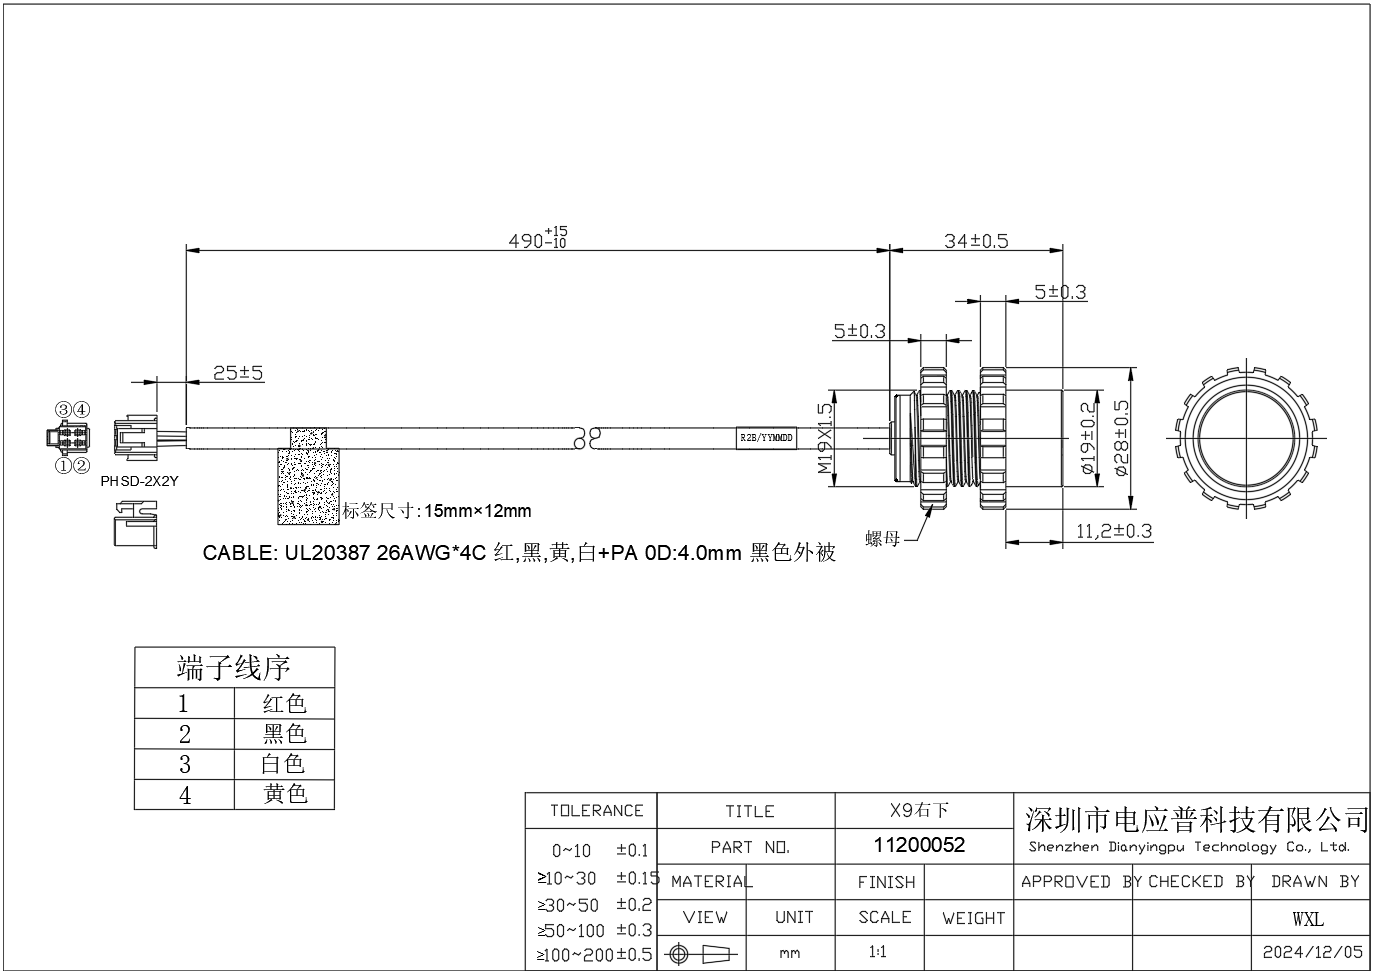 490 +15 -10
34±0.5
5±0.3
5±0.3
25±5
③④
①②
PHSD-2X2Y
R2B/YYMMDD
M19X1.5
ø19±0.2
ø28±0.5
标签尺寸: 15mm×12mm
螺母
11,2±0.3
CABLE: UL20387 26AWG*4C 红,黑,黄,白+PA 0D:4.0mm 黑色外被
端子线序
1 红色
2 黑色
3 白色
4 黄色
TOLERANCE
0~10 ±0.1
≥10~30 ±0.15
≥30~50 ±0.2
≥50~100 ±0.3
≥100~200 ±0.5
TITLE X9右下
PART NO. 11200052
MATERIAL FINISH
VIEW UNIT SCALE WEIGHT
mm 1:1
深圳市电应普科技有限公司
Shenzhen Dianyingpu Technology Co., Ltd.
APPROVED BY CHECKED BY DRAWN BY
WXL
2024/12/05